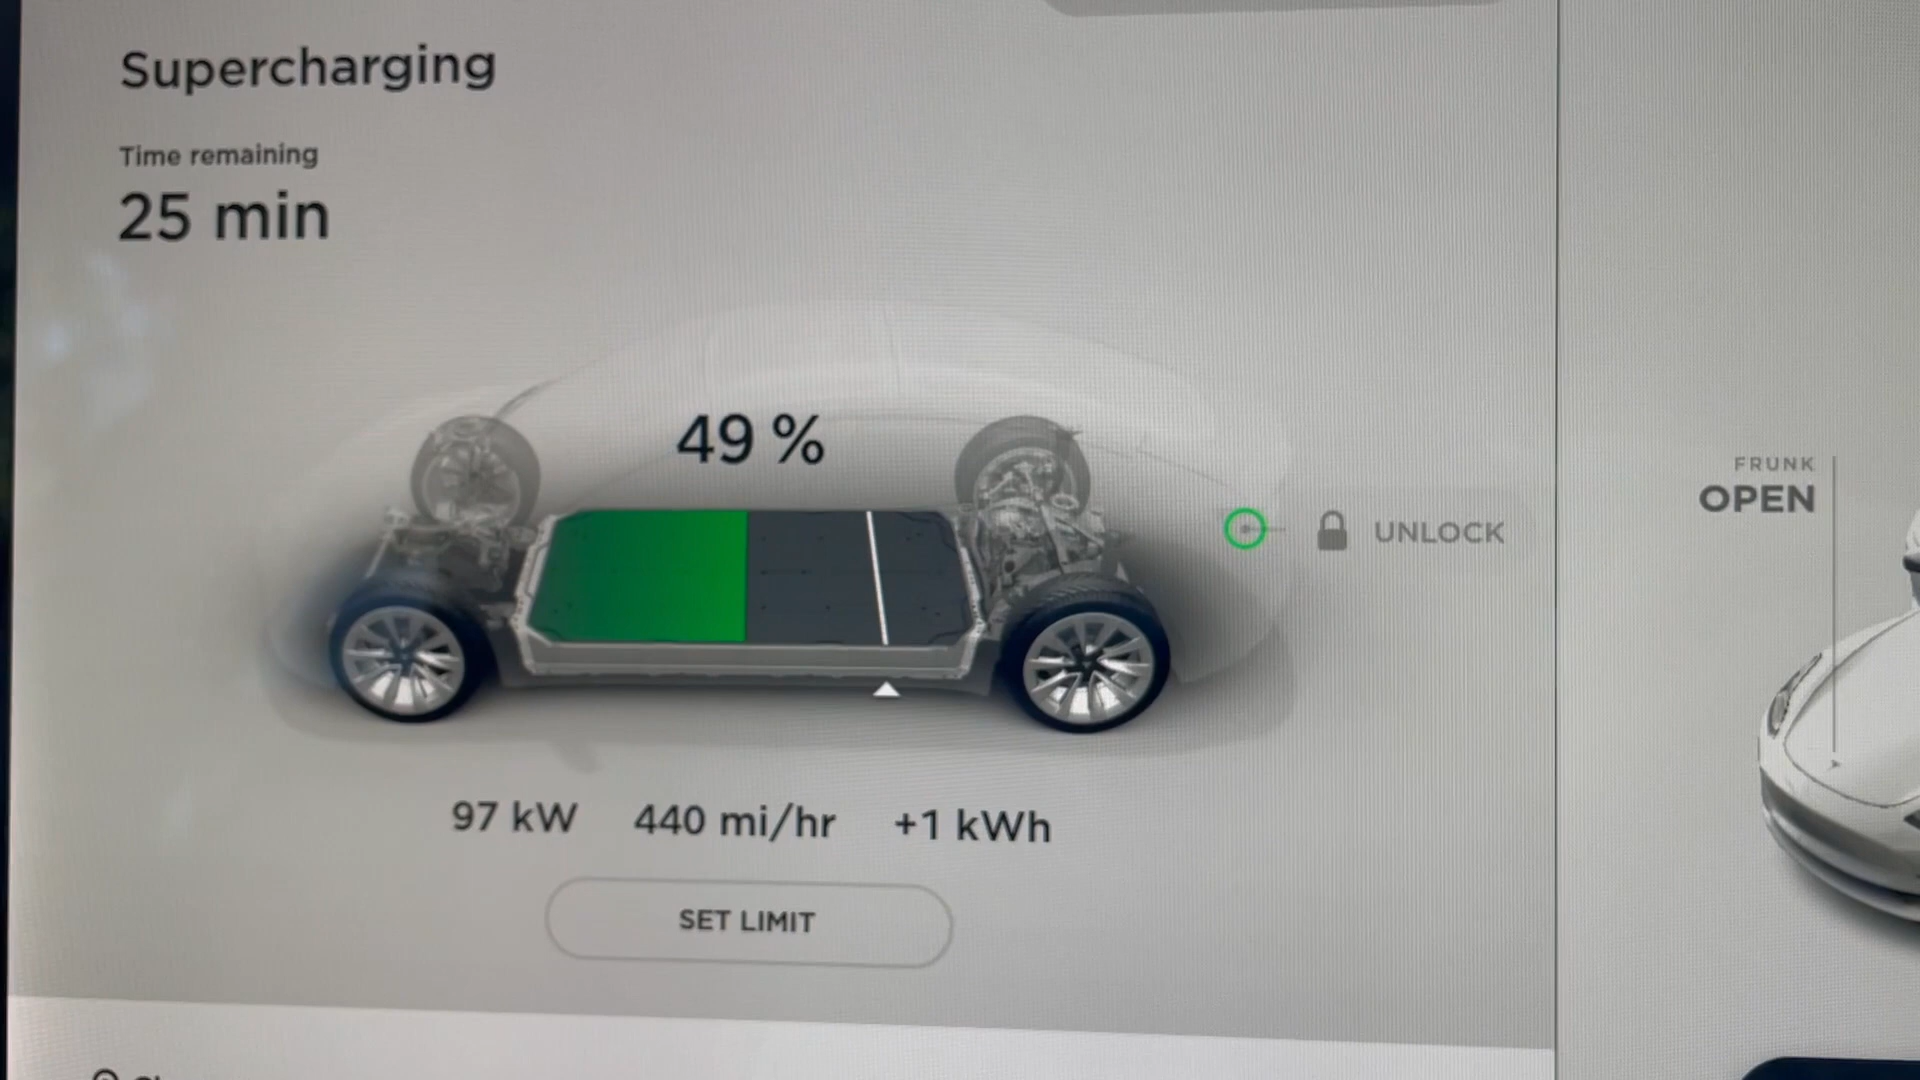 Supercharging
Time remaining
25 min
49 %
UNLOCK
FRUNK
OPEN
97 kW 440 mi/hr +1 kWh
SET LIMIT